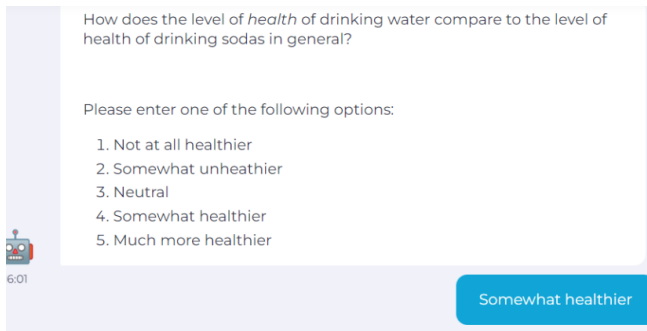 How does the level of health of drinking water compare to the level of
health of drinking sodas in general?
Please enter one of the following options:
1. Not at all healthier
2. Somewhat unheathier
3. Neutral
4. Somewhat healthier
5. Much more healthier
6:01
Somewhat healthier